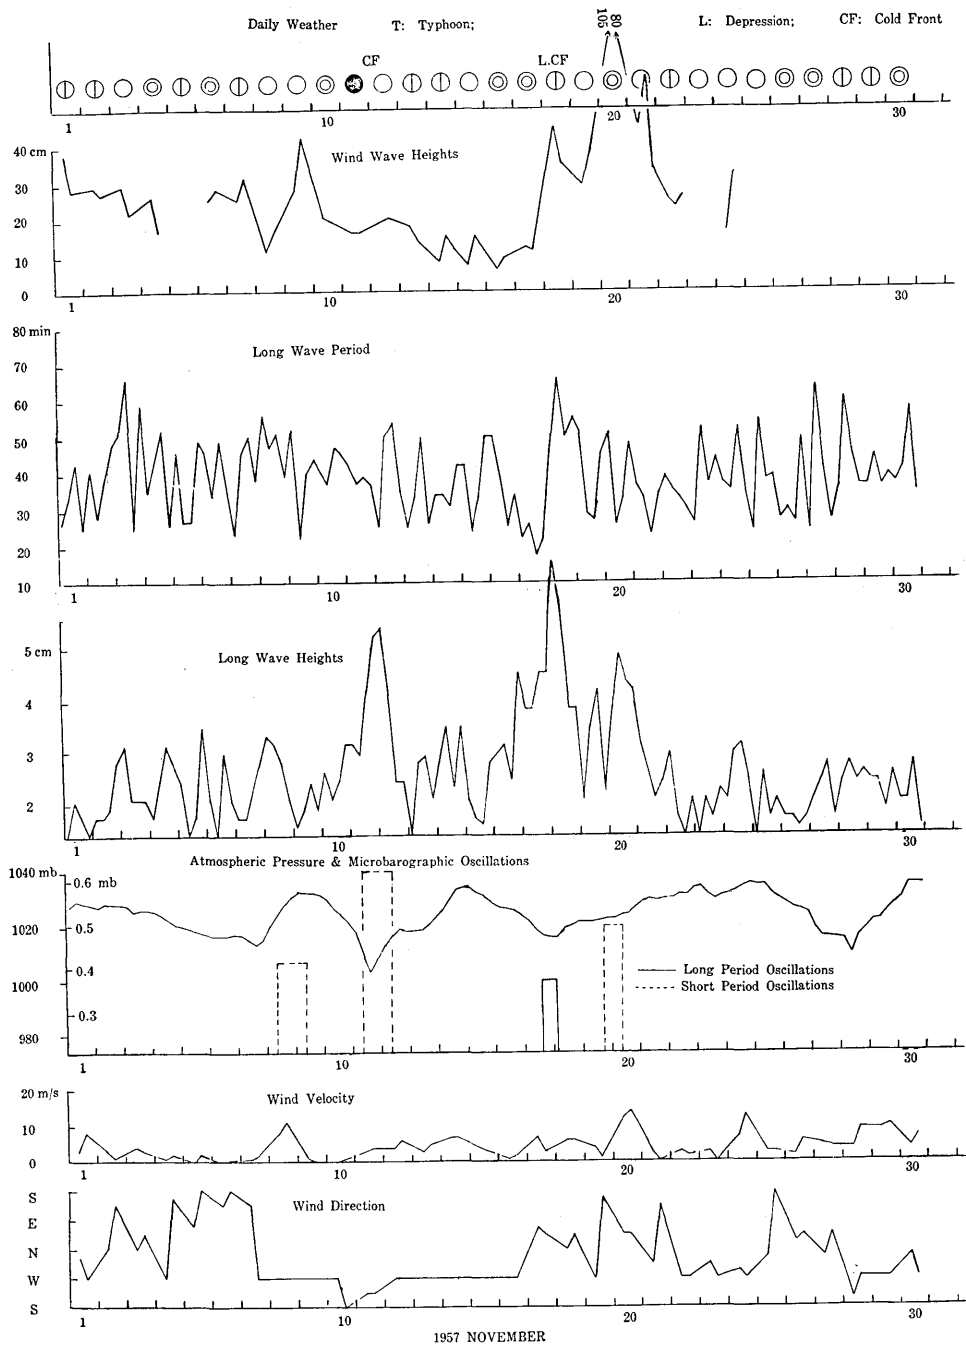 Daily Weather T: Typhoon; L: Depression; CF: Cold Front
105 80
CF L.CF
1 10 20 30
Wind Wave Heights
40 cm
30
20
10
0
1 10 20 30
80 min
Long Wave Period
70
60
50
40
30
20
10
1 10 20 30
5 cm
Long Wave Heights
4
3
2
1 10 20 30
Atmospheric Pressure & Microbarographic Oscillations
1040 mb
0.6 mb
1020
0.5
0.4
1000
Long Period Oscillations
Short Period Oscillations
0.3
980
1 10 20 30
20 m/s
Wind Velocity
10
0
1 10 20 30
S
Wind Direction
E
N
W
S
1 10 20 30
1957 NOVEMBER